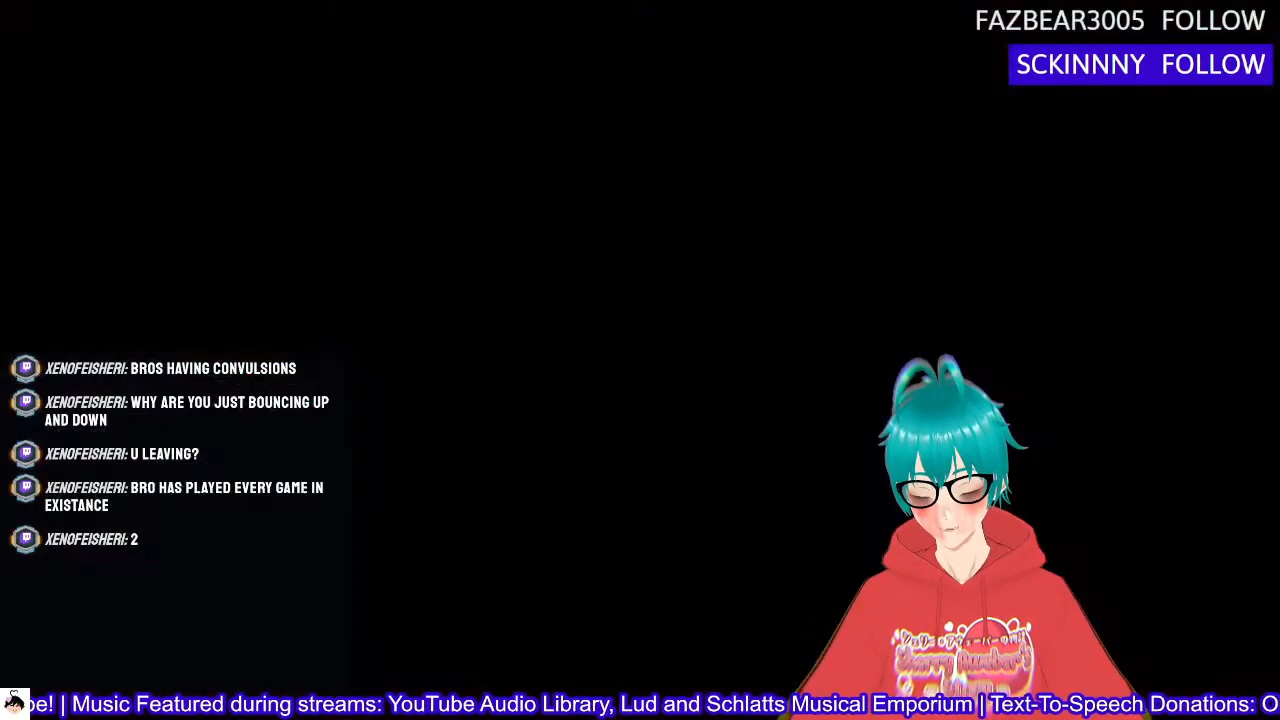 FAZBEAR3005 FOLLOW
SCKINNNY FOLLOW
XENOFEISHERI: BROS HAVING CONVULSIONS
XENOFEISHERI: WHY ARE YOU JUST BOUNCING UP
AND DOWN
XENOFEISHERI: U LEAVING?
XENOFEISHERI: BRO HAS PLAYED EVERY GAME IN
EXISTANCE
XENOFEISHERI: 2
be! | Music Featured during streams: YouTube Audio Library, Lud and Schlatts Musical Emporium | Text-To-Speech Donations: O